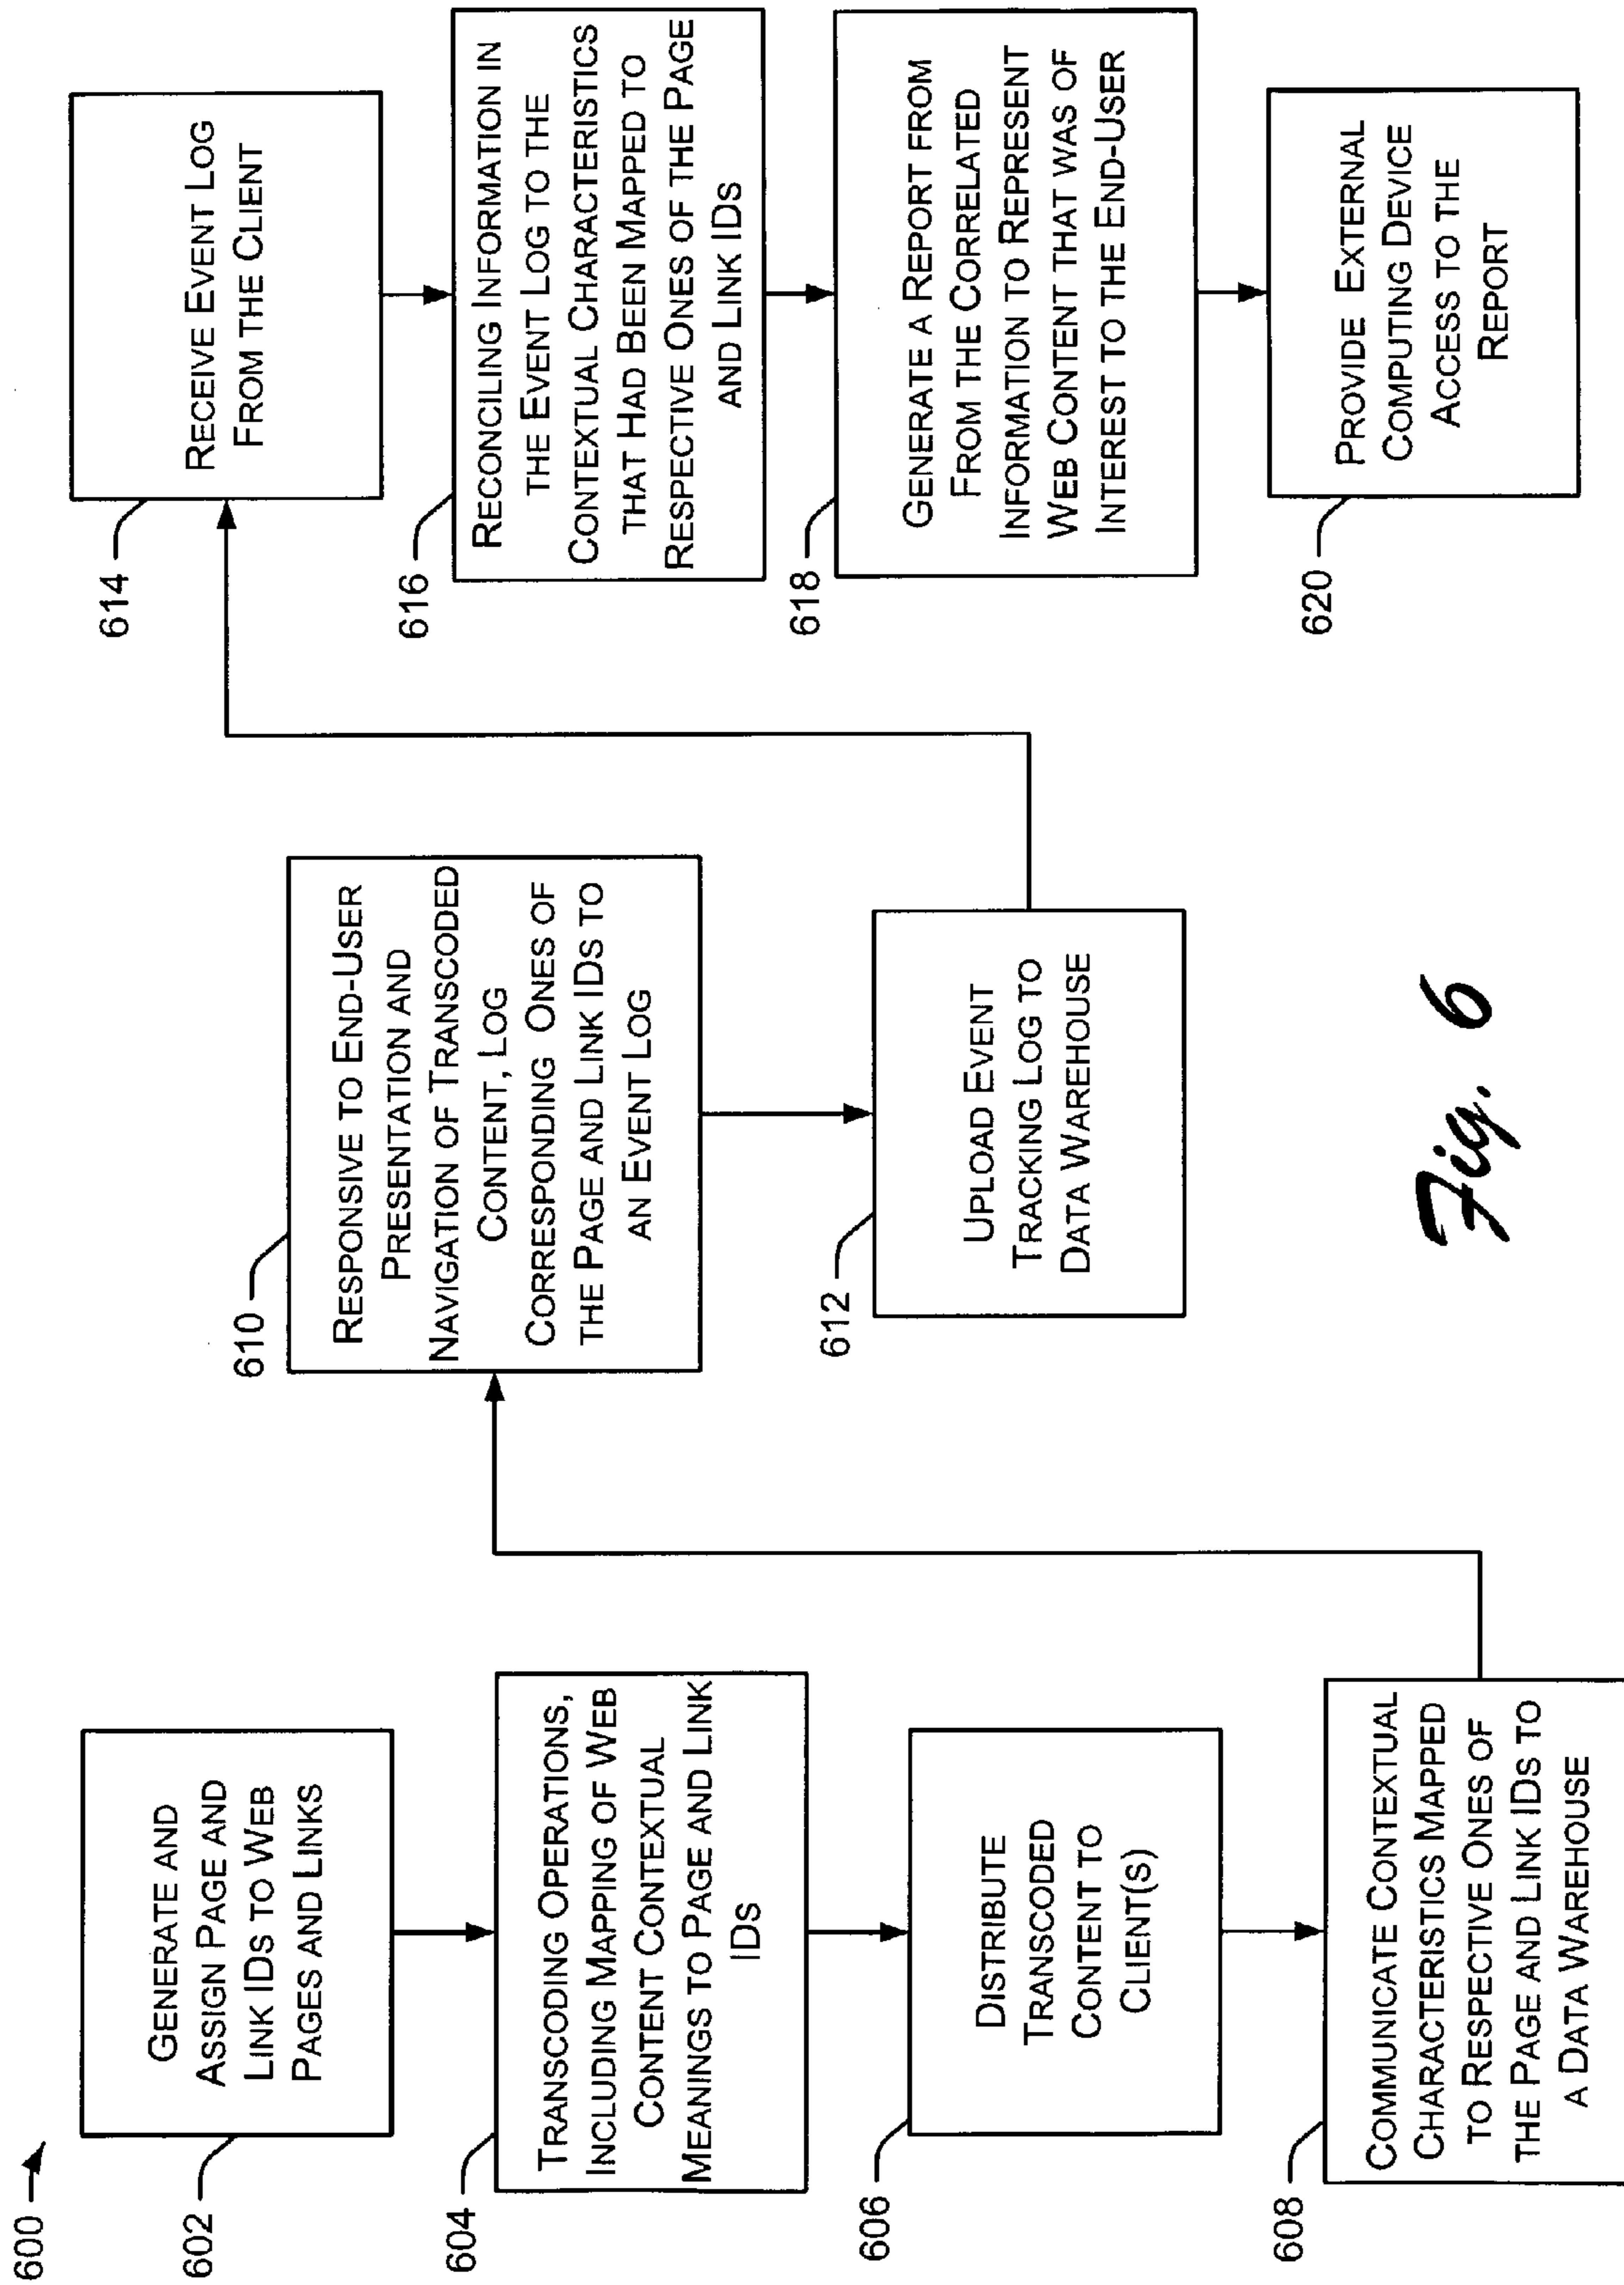 600
602
GENERATE AND
ASSIGN PAGE AND
LINK IDS TO WEB
PAGES AND LINKS
604
TRANSCODING OPERATIONS,
INCLUDING MAPPING OF WEB
CONTENT CONTEXTUAL
MEANINGS TO PAGE AND LINK
IDS
606
DISTRIBUTE
TRANSCODED
CONTENT TO
CLIENT(S)
608
COMMUNICATE CONTEXTUAL
CHARACTERISTICS MAPPED
TO RESPECTIVE ONES OF
THE PAGE AND LINK IDS TO
A DATA WAREHOUSE
610
RESPONSIVE TO END-USER
PRESENTATION AND
NAVIGATION OF TRANSCODED
CONTENT, LOG
CORRESPONDING ONES OF
THE PAGE AND LINK IDS TO
AN EVENT LOG
612
UPLOAD EVENT
TRACKING LOG TO
DATA WAREHOUSE
614
RECEIVE EVENT LOG
FROM THE CLIENT
616
RECONCILING INFORMATION IN
THE EVENT LOG TO THE
CONTEXTUAL CHARACTERISTICS
THAT HAD BEEN MAPPED TO
RESPECTIVE ONES OF THE PAGE
AND LINK IDS
618
GENERATE A REPORT FROM
FROM THE CORRELATED
INFORMATION TO REPRESENT
WEB CONTENT THAT WAS OF
INTEREST TO THE END-USER
620
PROVIDE EXTERNAL
COMPUTING DEVICE
ACCESS TO THE
REPORT
Fig. 6